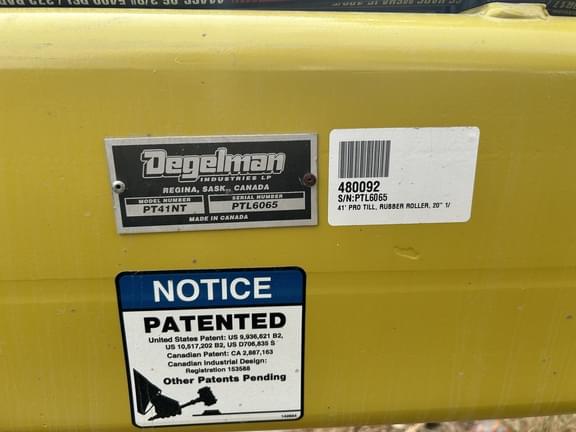 Degelman
INDUSTRIES LP
REGINA, SASK., CANADA
MODEL NUMBER
PT41NT
SERIAL NUMBER
PTL6065
MADE IN CANADA
480092
S/N:PTL6065
41' PRO TILL, RUBBER ROLLER, 20" 1/
NOTICE
PATENTED
United States Patent: US 9,936,621 B2,
US 10,517,202 B2, US D706,835 S
Canadian Patent: CA 2,887,163
Canadian Industrial Design:
Registration 153588
Other Patents Pending